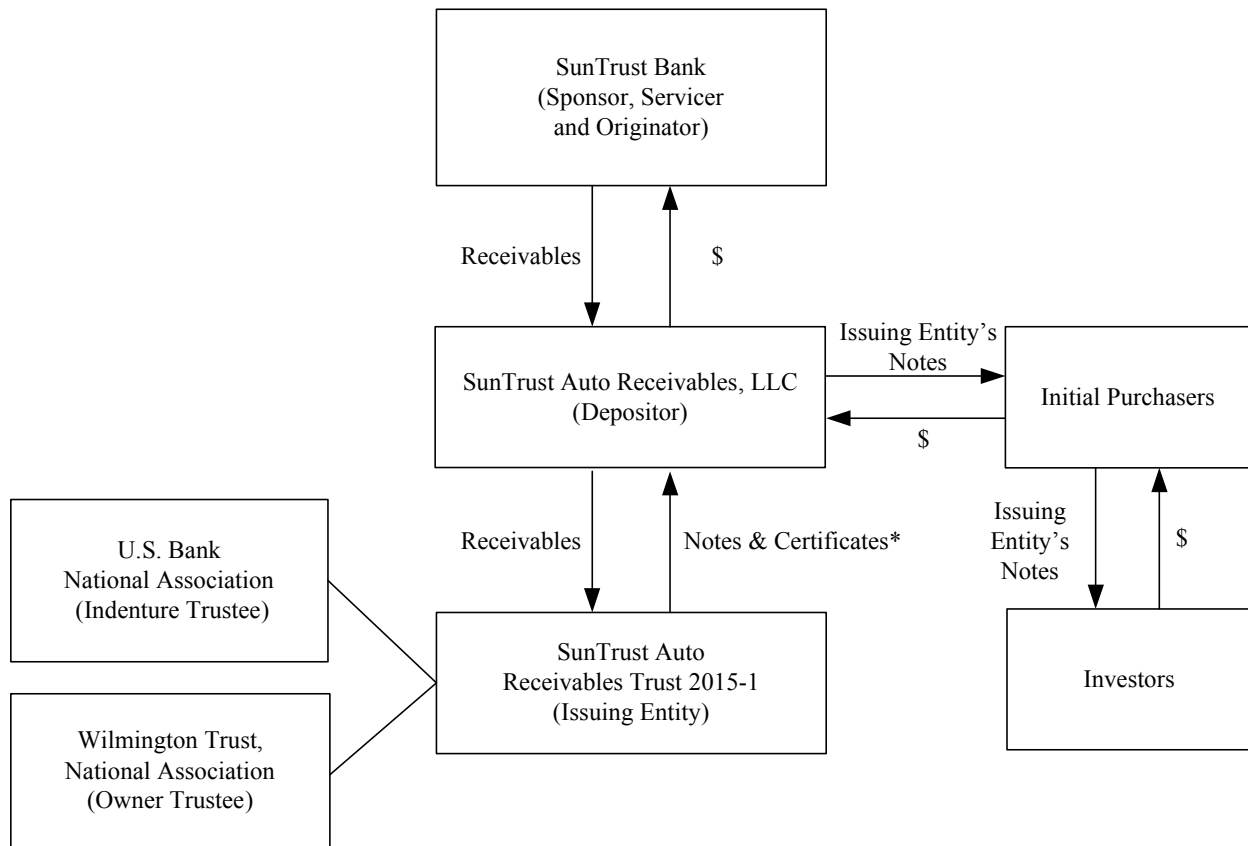 SunTrust Bank
(Sponsor, Servicer
and Originator)
Receivables
$
SunTrust Auto Receivables, LLC
(Depositor)
Issuing Entity’s
Notes
$
Initial Purchasers
Receivables
Notes & Certificates*
Issuing
Entity’s
Notes
$
U.S. Bank
National Association
(Indenture Trustee)
SunTrust Auto
Receivables Trust 2015-1
(Issuing Entity)
Investors
Wilmington Trust,
National Association
(Owner Trustee)